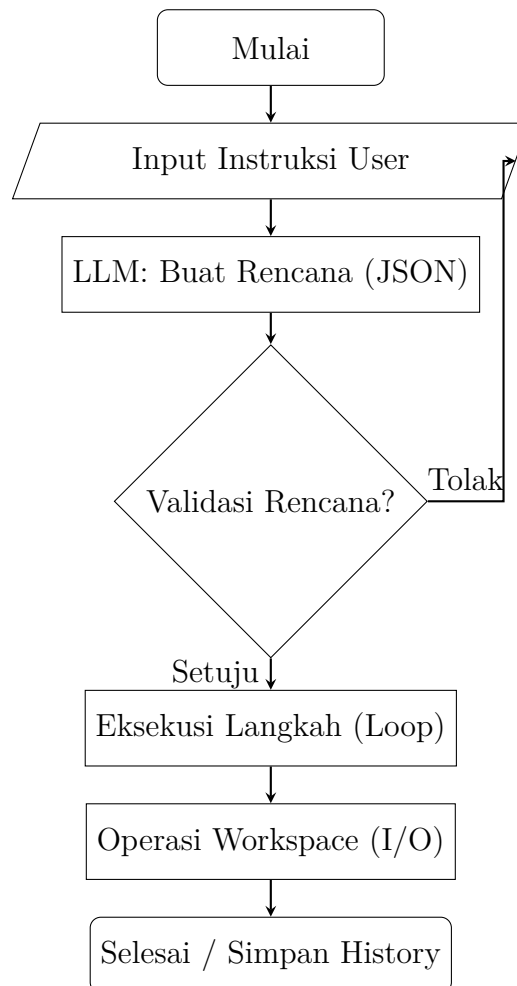 Mulai
Input Instruksi User
LLM: Buat Rencana (JSON)
Validasi Rencana?
Tolak
Setuju
Eksekusi Langkah (Loop)
Operasi Workspace (I/O)
Selesai / Simpan History